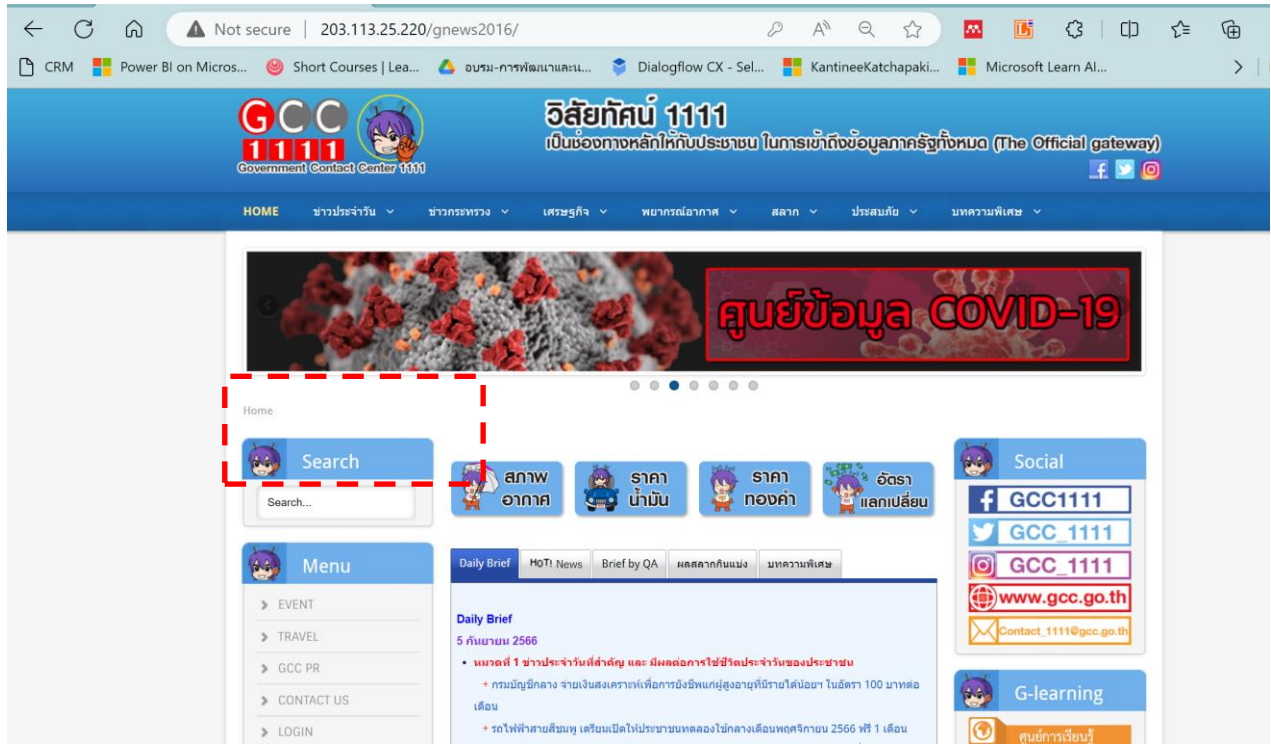 Not secure | 203.113.25.220/gnews2016/
CRM Power BI on Micros... Short Courses | Lea... อบรม-การพัฒนาและน... Dialogflow CX - Sel... KantineeKatchapaki... Microsoft Learn AI...
GCC
1111
Government Contact Center 1111
วิสัยทัศน์ 1111
เป็นช่องทางหลักให้กับประชาชน ในการเข้าถึงข้อมูลภาครัฐทั้งหมด (The Official gateway)
HOME ข่าวประจำวัน ข่าวกระทรวง เศรษฐกิจ พยากรณ์อากาศ สลาก ประสบภัย บทความพิเศษ
ศูนย์ข้อมูล COVID-19
Home
Search
Search...
Menu
EVENT
TRAVEL
GCC PR
CONTACT US
LOGIN
สภาพ
อากาศ
ราคา
น้ำมัน
ราคา
ทองคำ
อัตรา
แลกเปลี่ยน
Daily Brief HOT! News Brief by QA ผลสลากกินแบ่ง บทความพิเศษ
Daily Brief
5 กันยายน 2566
หมวดที่ 1 ข่าวประจำวันที่สำคัญ และ มีผลต่อการใช้ชีวิตประจำวันของประชาชน
+ กรมบัญชีกลาง จ่ายเงินสงเคราะห์เพื่อการยังชีพแก่ผู้สูงอายุที่มีรายได้น้อยฯ ในอัตรา 100 บาทต่อ
เดือน
+ รถไฟฟ้าสายสีชมพู เตรียมเปิดให้ประชาชนทดลองใช้กลางเดือนพฤศจิกายน 2566 ฟรี 1 เดือน
Social
GCC1111
GCC_1111
GCC_1111
www.gcc.go.th
Contact_1111@gcc.go.th
G-learning
ศูนย์การเรียนรู้